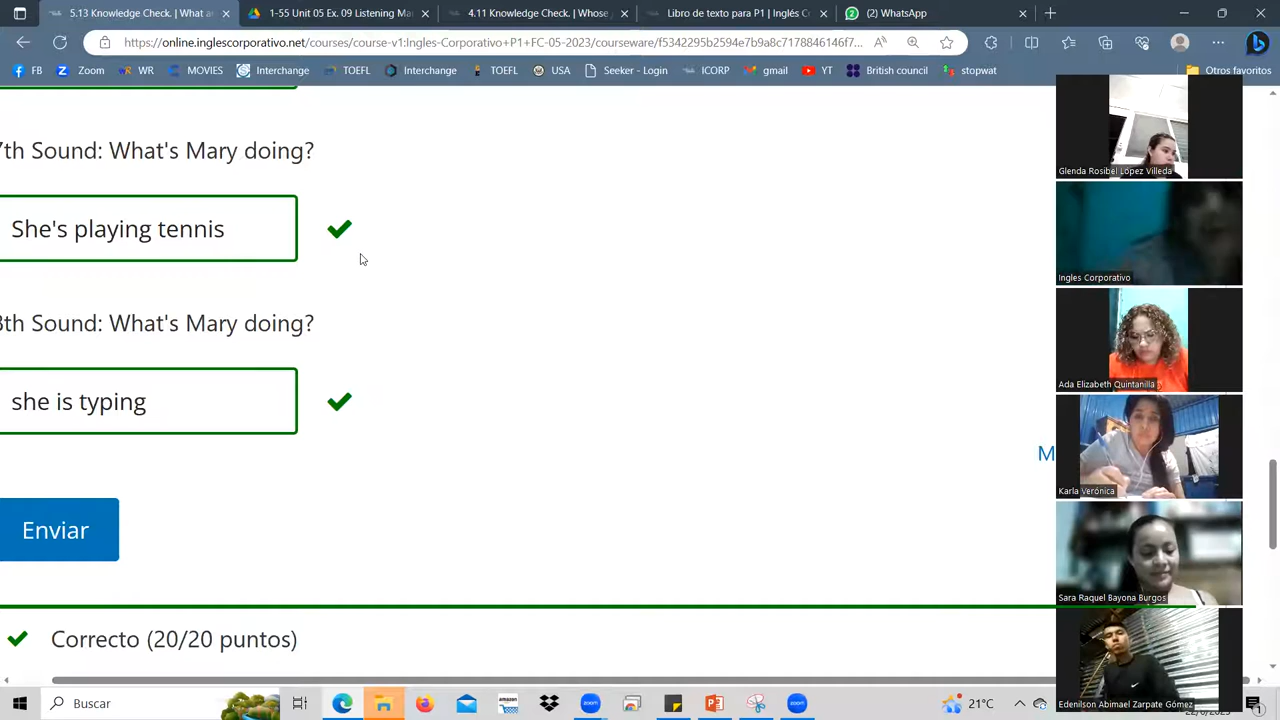 5.13 Knowledge Check. ¿What a
1-55 Unit 05 Ex. 09 Listening Ma
4.11 Knowledge Check. ¿Whose
Libro de texto para P1 | Inglés C
(2) WhatsApp
https://online.inglescorporativo.net/courses/course-v1:Ingles-Corporativo+P1+FC-05-2023/courseware/f5342295b2594e7b9a8c7178846146f7...
FB
Zoom
WR
MOVIES
Interchange
TOEFL
Interchange
TOEFL
USA
Seeker - Login
ICORP
gmail
YT
British council
stopwat
Otros favoritos
7th Sound: What's Mary doing?
She's playing tennis
8th Sound: What's Mary doing?
she is typing
M
Enviar
Correcto (20/20 puntos)
Glenda Rosibel López Villeda
Ingles Corporativo
Ada Elizabeth Quintanilla
Karla Verónica
Sara Raquel Bayona Burgos
Edenilson Abimael Zarpate Gómez
Buscar
21°C
22/6/2023